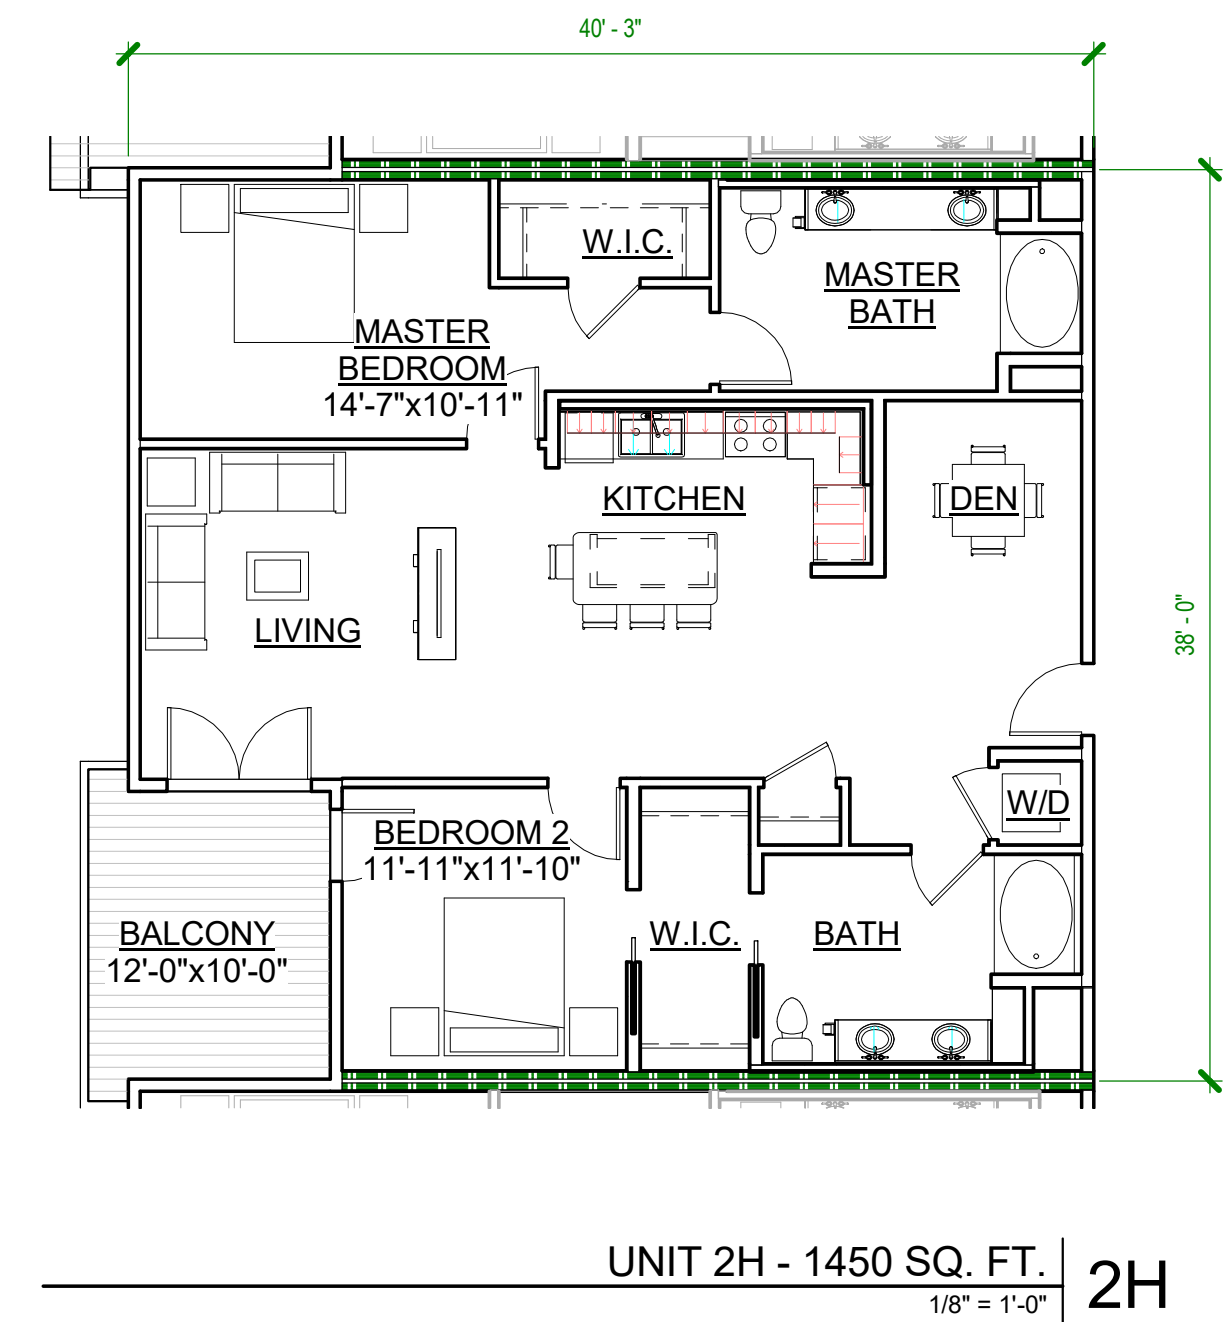 40' - 3"
W.I.C.
MASTER
BATH
MASTER
BEDROOM
14'-7"x10'-11"
KITCHEN
DEN
LIVING
38' - 0"
W/D
BEDROOM 2
11'-11"x11'-10"
BALCONY
12'-0"x10'-0"
W.I.C.
BATH
UNIT 2H - 1450 SQ. FT.
1/8" = 1'-0"
2H